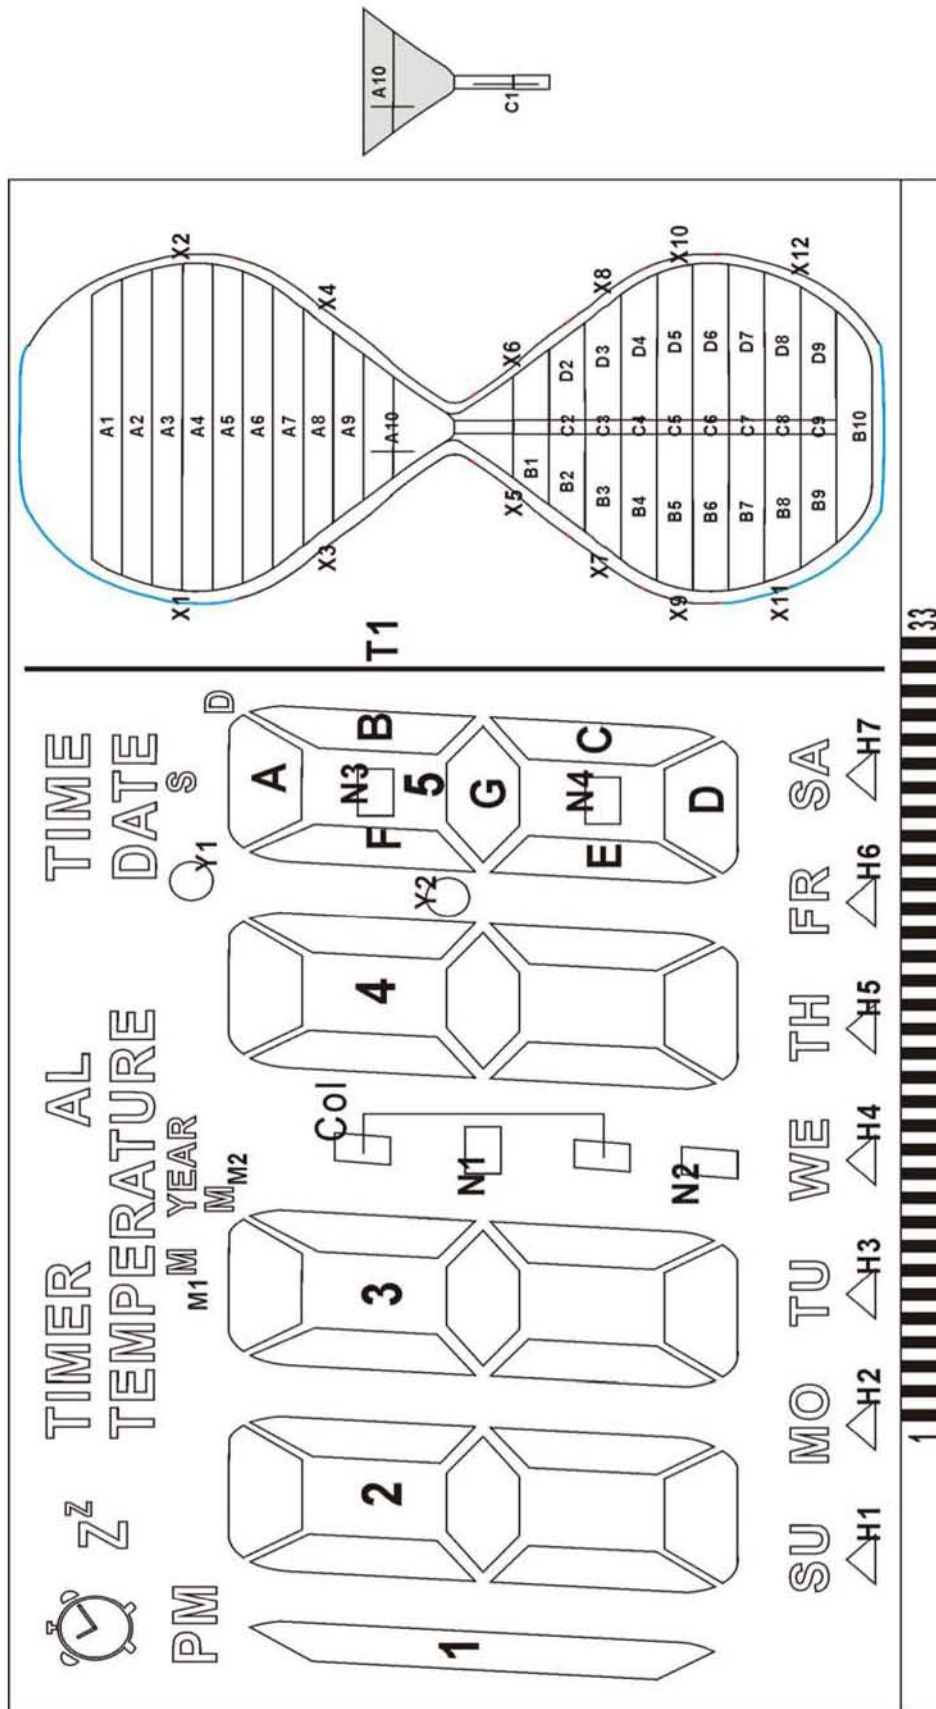 TIMER AL TIME
Zz TEMPERATURE DATE
PM M YEAR S
M1 M M2 Y1 D
1 2 3 4 5
Col
A
B
C
D
E
F
G
N3
N4
Y2
N1
N2
SU MO TU WE TH FR SA
H1 H2 H3 H4 H5 H6 H7
1 33
T1
A1
A2
A3
A4
A5
A6
A7
A8
A9
A10
X1 X2
X3 X4
X5 X6
X7 X8
X9 X10
X11 X12
B1
B2 C2 D2
B3 C3 D3
B4 C4 D4
B5 C5 D5
B6 C6 D6
B7 C7 D7
B8 C8 D8
B9 C9 D9
B10
A10
C1